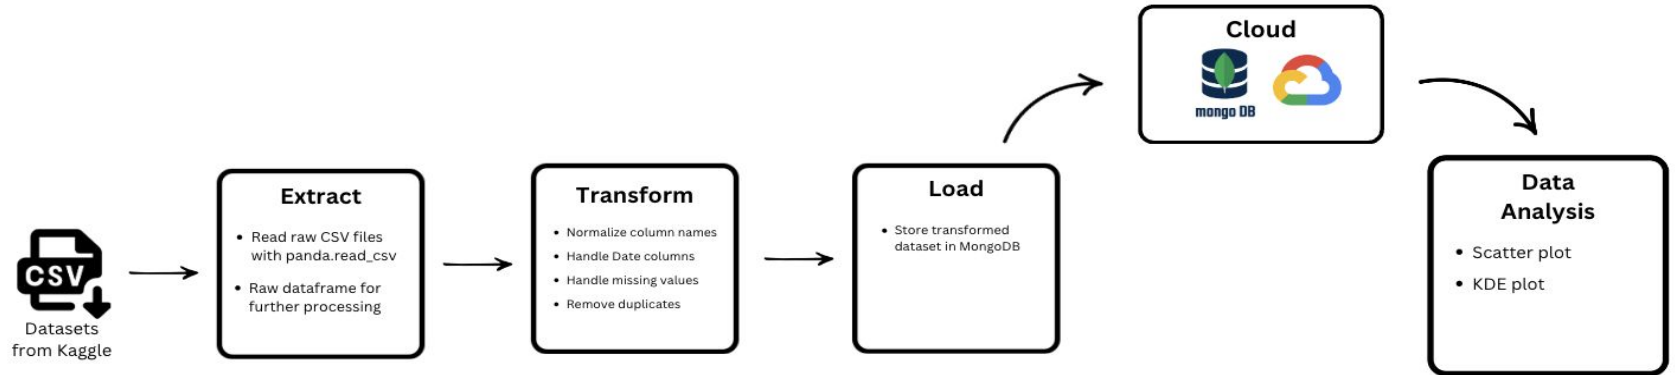 CSV
Datasets
from Kaggle
Extract
• Read raw CSV files
with panda.read_csv
• Raw dataframe for
further processing
Transform
• Normalize column names
• Handle Date columns
• Handle missing values
• Remove duplicates
Load
• Store transformed
dataset in MongoDB
Cloud
mongo DB
Data
Analysis
• Scatter plot
• KDE plot